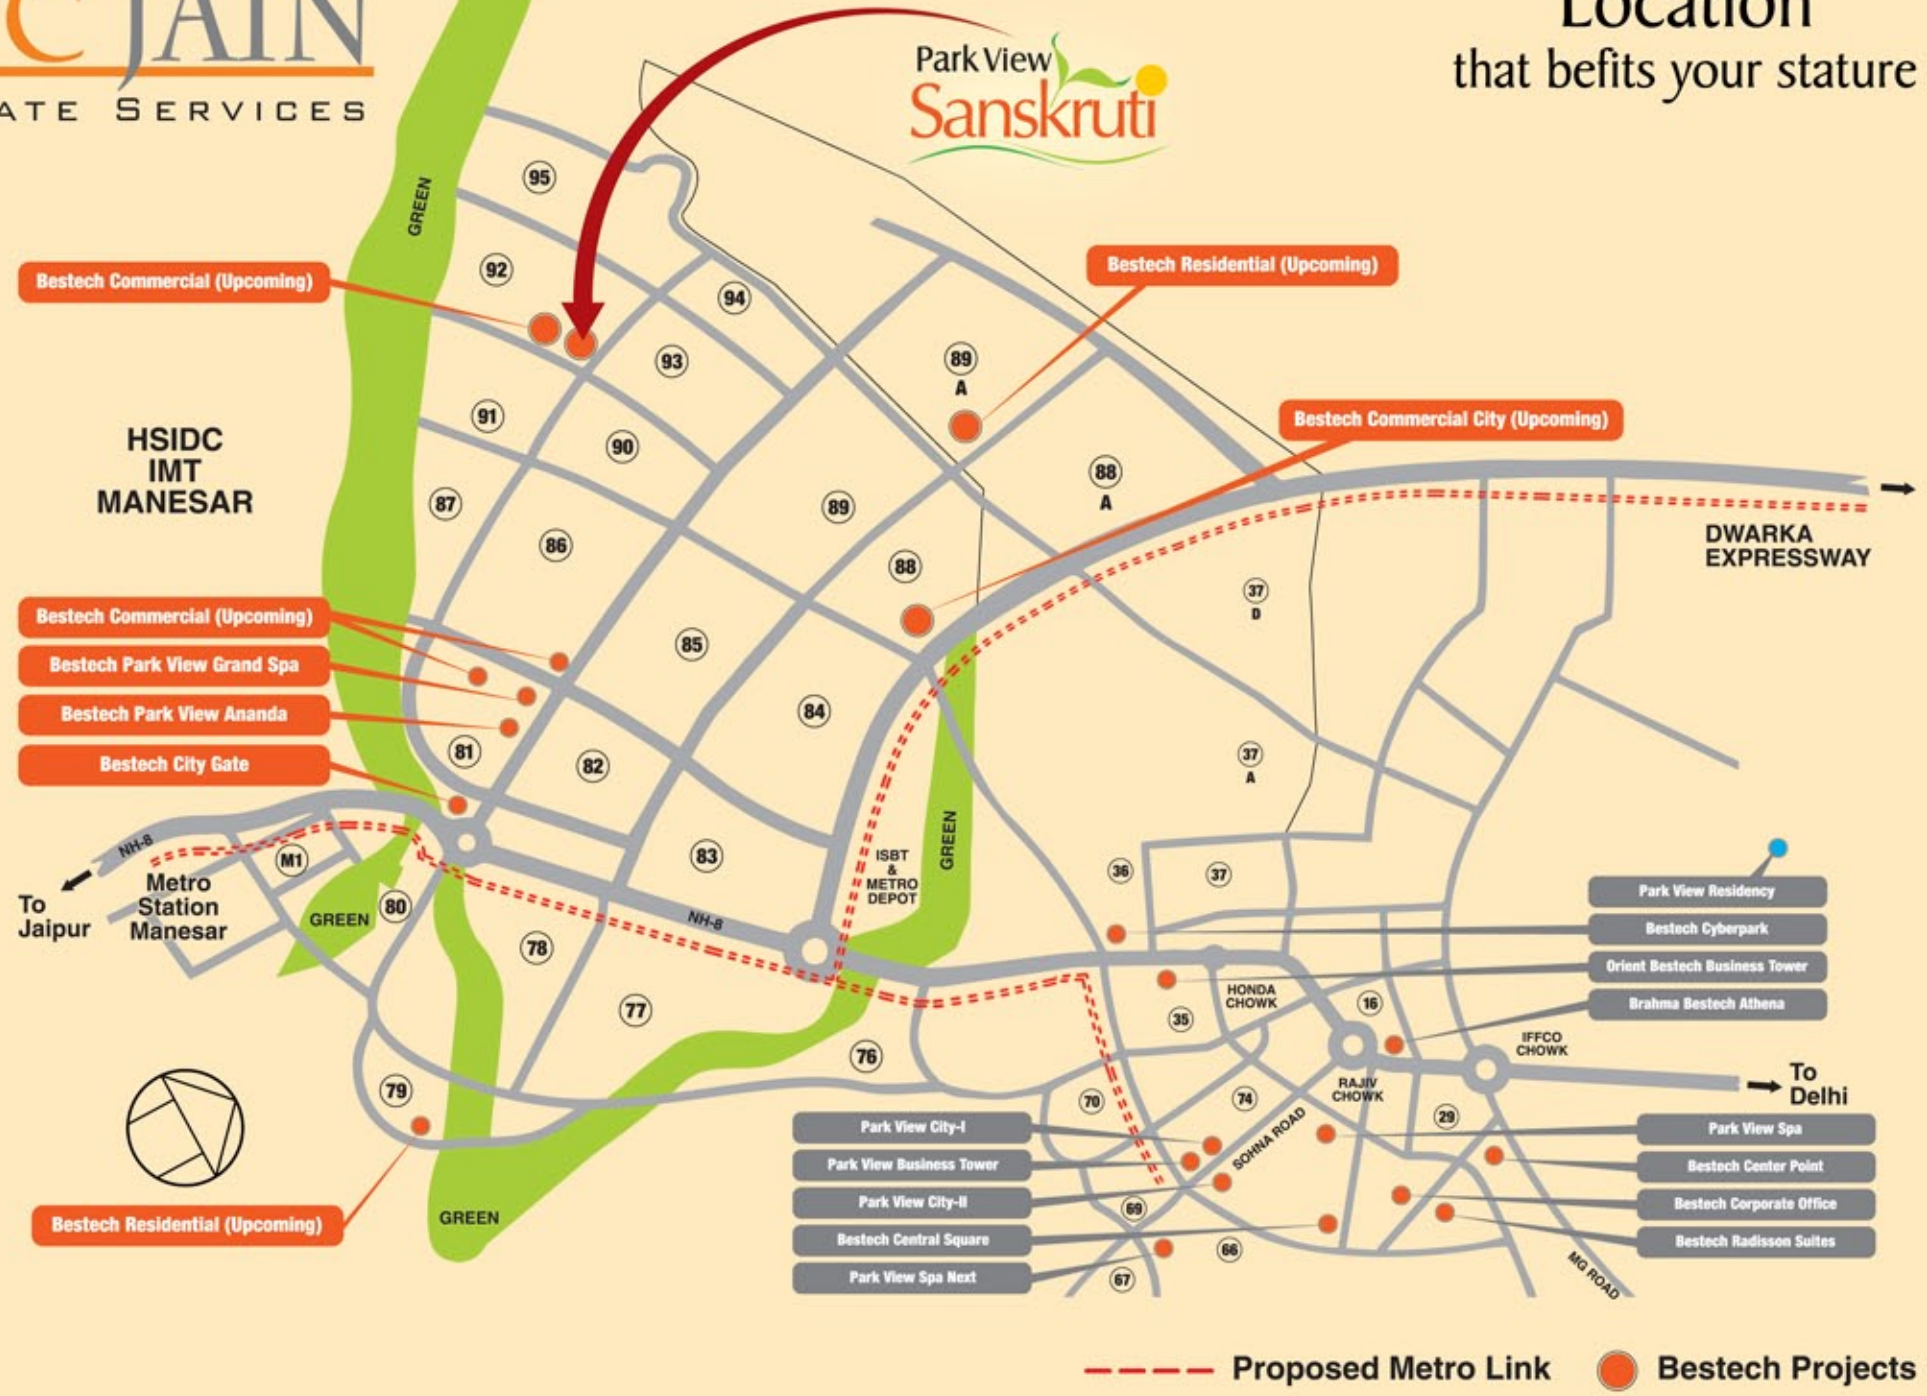 C JAIN
ATE SERVICES
Park View
Sanskruti
Location
that befits your stature
GREEN
95
92
94
93
91
90
87
86
89
A
88
A
89
88
85
84
81
82
83
37
D
37
A
Bestech Commercial (Upcoming)
Bestech Residential (Upcoming)
Bestech Commercial City (Upcoming)
HSIDC
IMT
MANESAR
DWARKA
EXPRESSWAY
Bestech Commercial (Upcoming)
Bestech Park View Grand Spa
Bestech Park View Ananda
Bestech City Gate
NH-8
M1
To
Jaipur
Metro
Station
Manesar
GREEN
80
78
77
76
79
NH-8
ISBT
&
METRO
DEPOT
GREEN
36
37
Park View Residency
Bestech Cyberpark
Orient Bestech Business Tower
Brahma Bestech Athena
HONDA
CHOWK
35
16
IFFCO
CHOWK
RAJIV
CHOWK
To
Delhi
70
74
29
SOHNA ROAD
69
66
67
MG ROAD
Park View City-I
Park View Business Tower
Park View City-II
Bestech Central Square
Park View Spa Next
Park View Spa
Bestech Center Point
Bestech Corporate Office
Bestech Radisson Suites
GREEN
Bestech Residential (Upcoming)
Proposed Metro Link
Bestech Projects